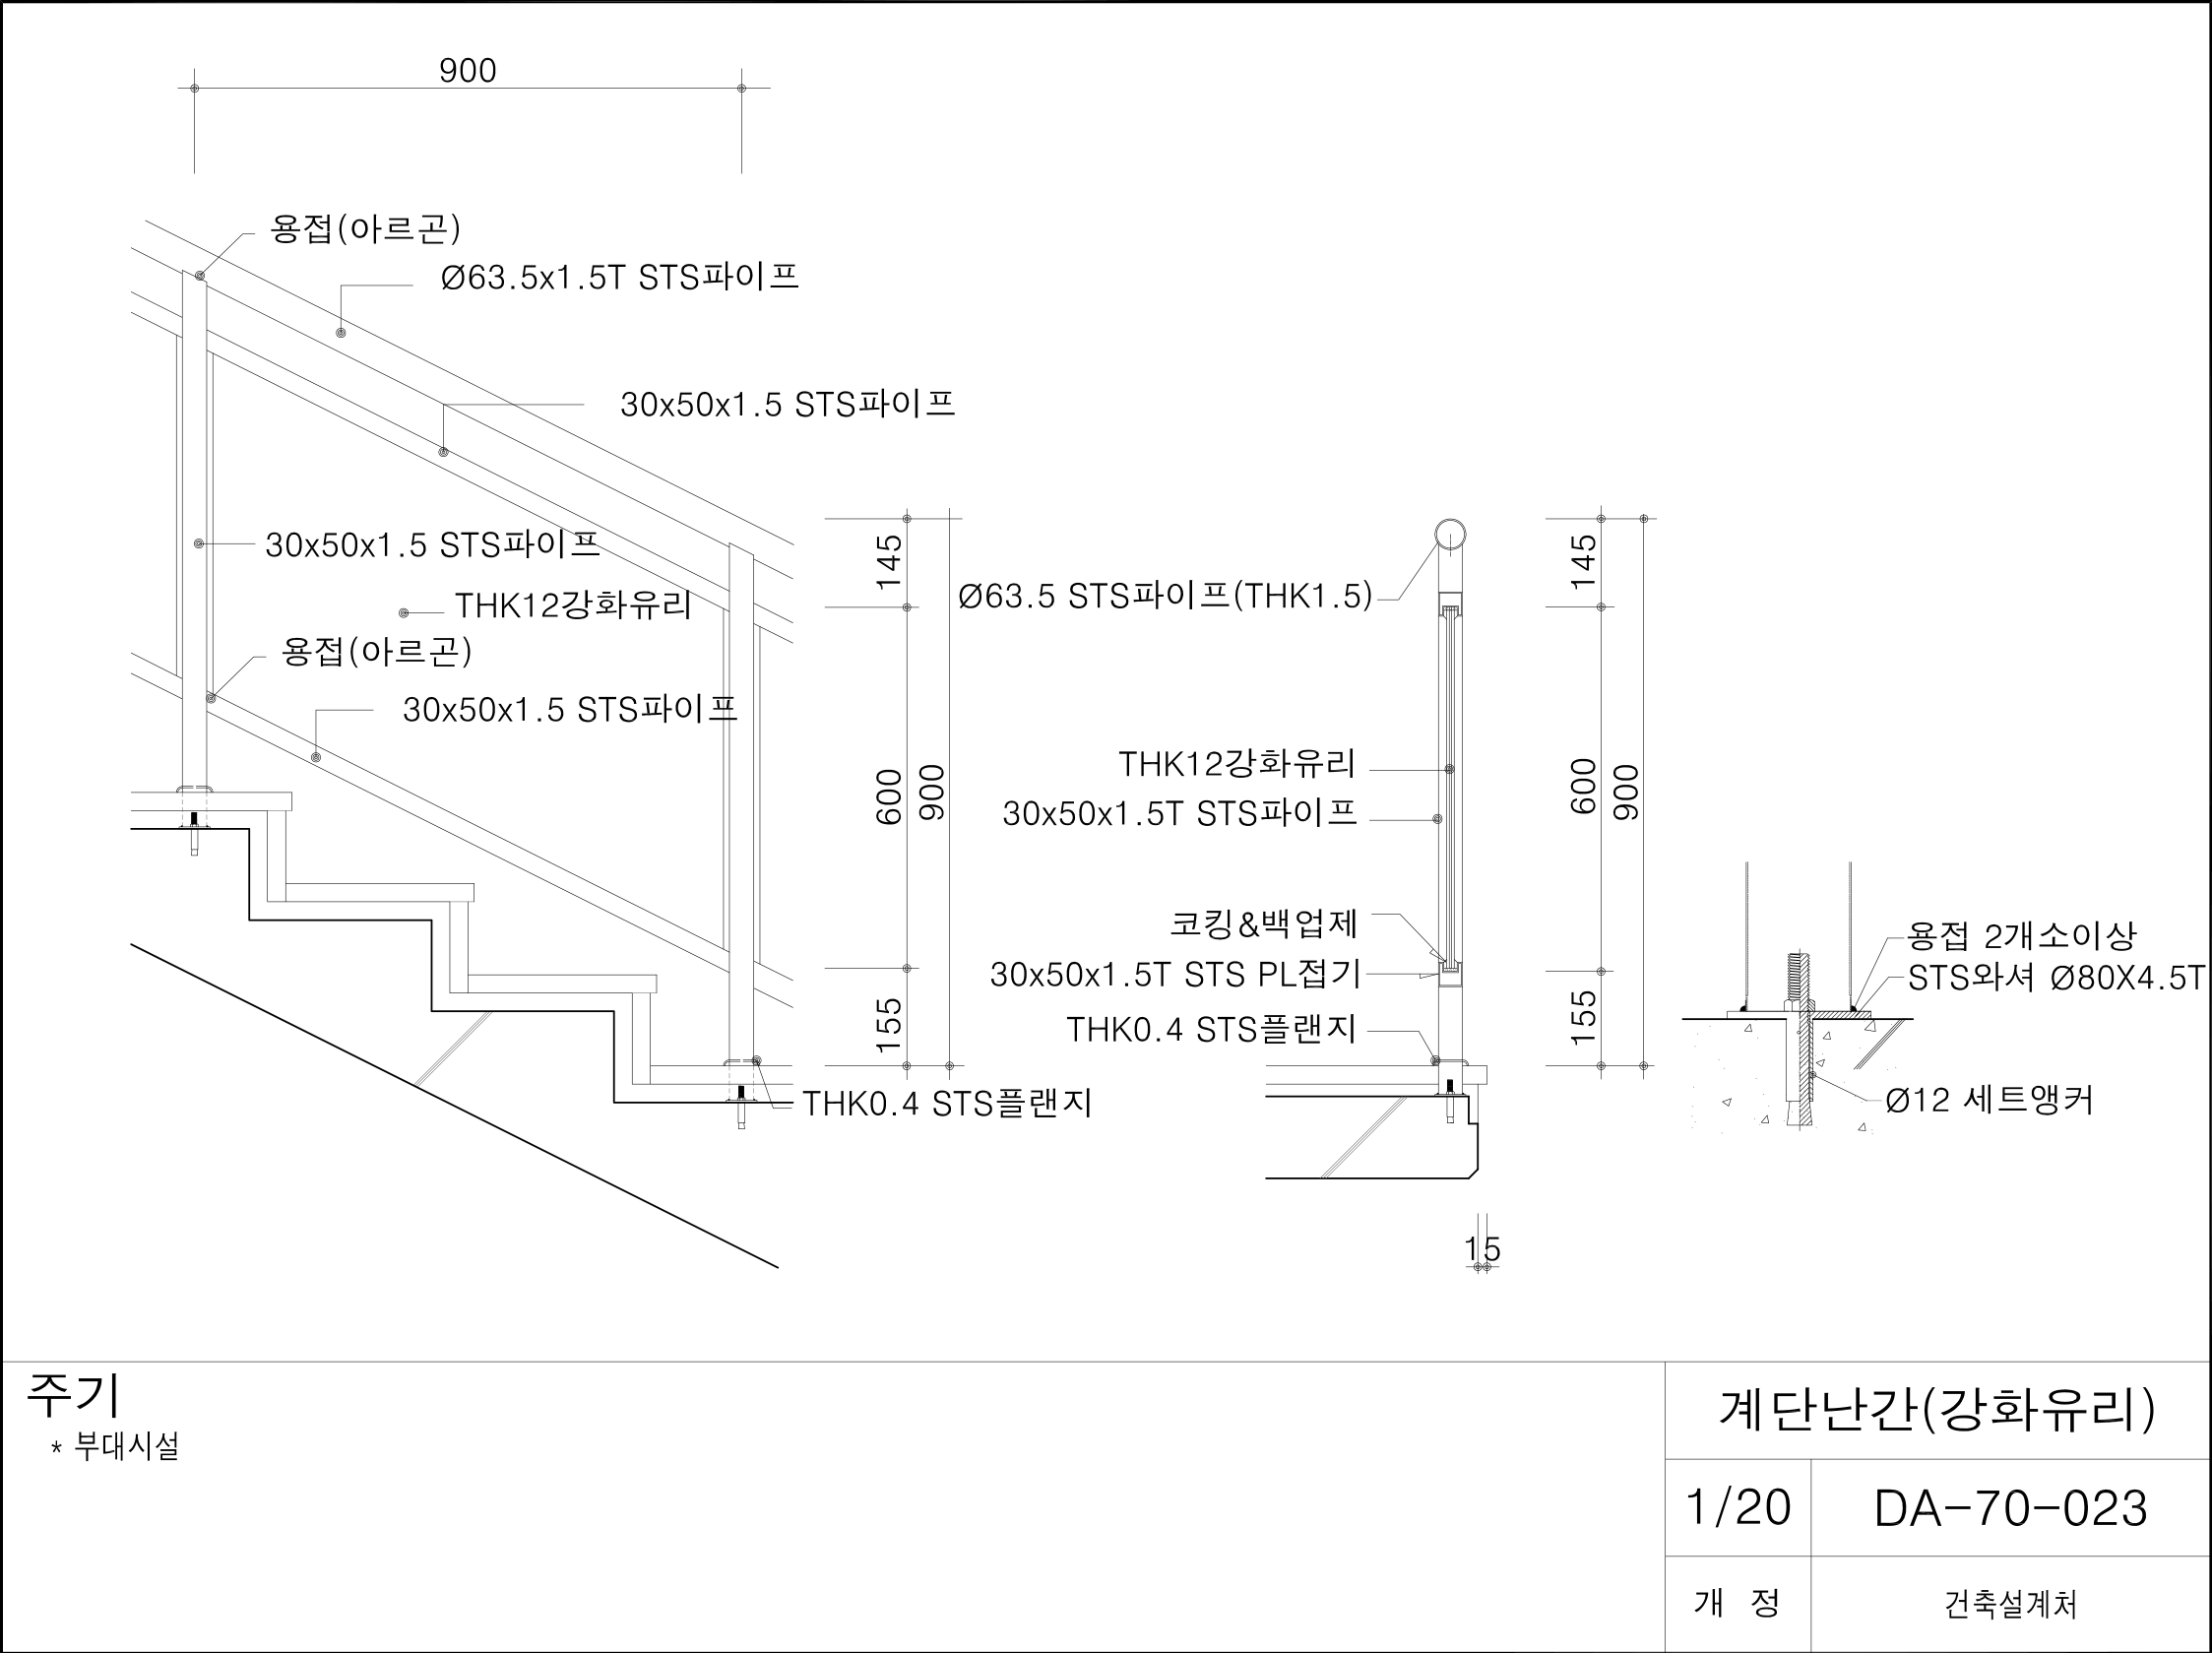 900
용접(아르곤)
Ø63.5x1.5T STS파이프
30x50x1.5 STS파이프
30x50x1.5 STS파이프
THK12강화유리
용접(아르곤)
30x50x1.5 STS파이프
THK0.4 STS플랜지
145
600
155
900
Ø63.5 STS파이프(THK1.5)
THK12강화유리
30x50x1.5T STS파이프
코킹&백업제
30x50x1.5T STS PL접기
THK0.4 STS플랜지
145
600
155
900
15
용접 2개소이상
STS와셔 Ø80X4.5T
Ø12 세트앵커
주기
* 부대시설
계단난간(강화유리)
1/20 DA-70-023
개 정 건축설계처